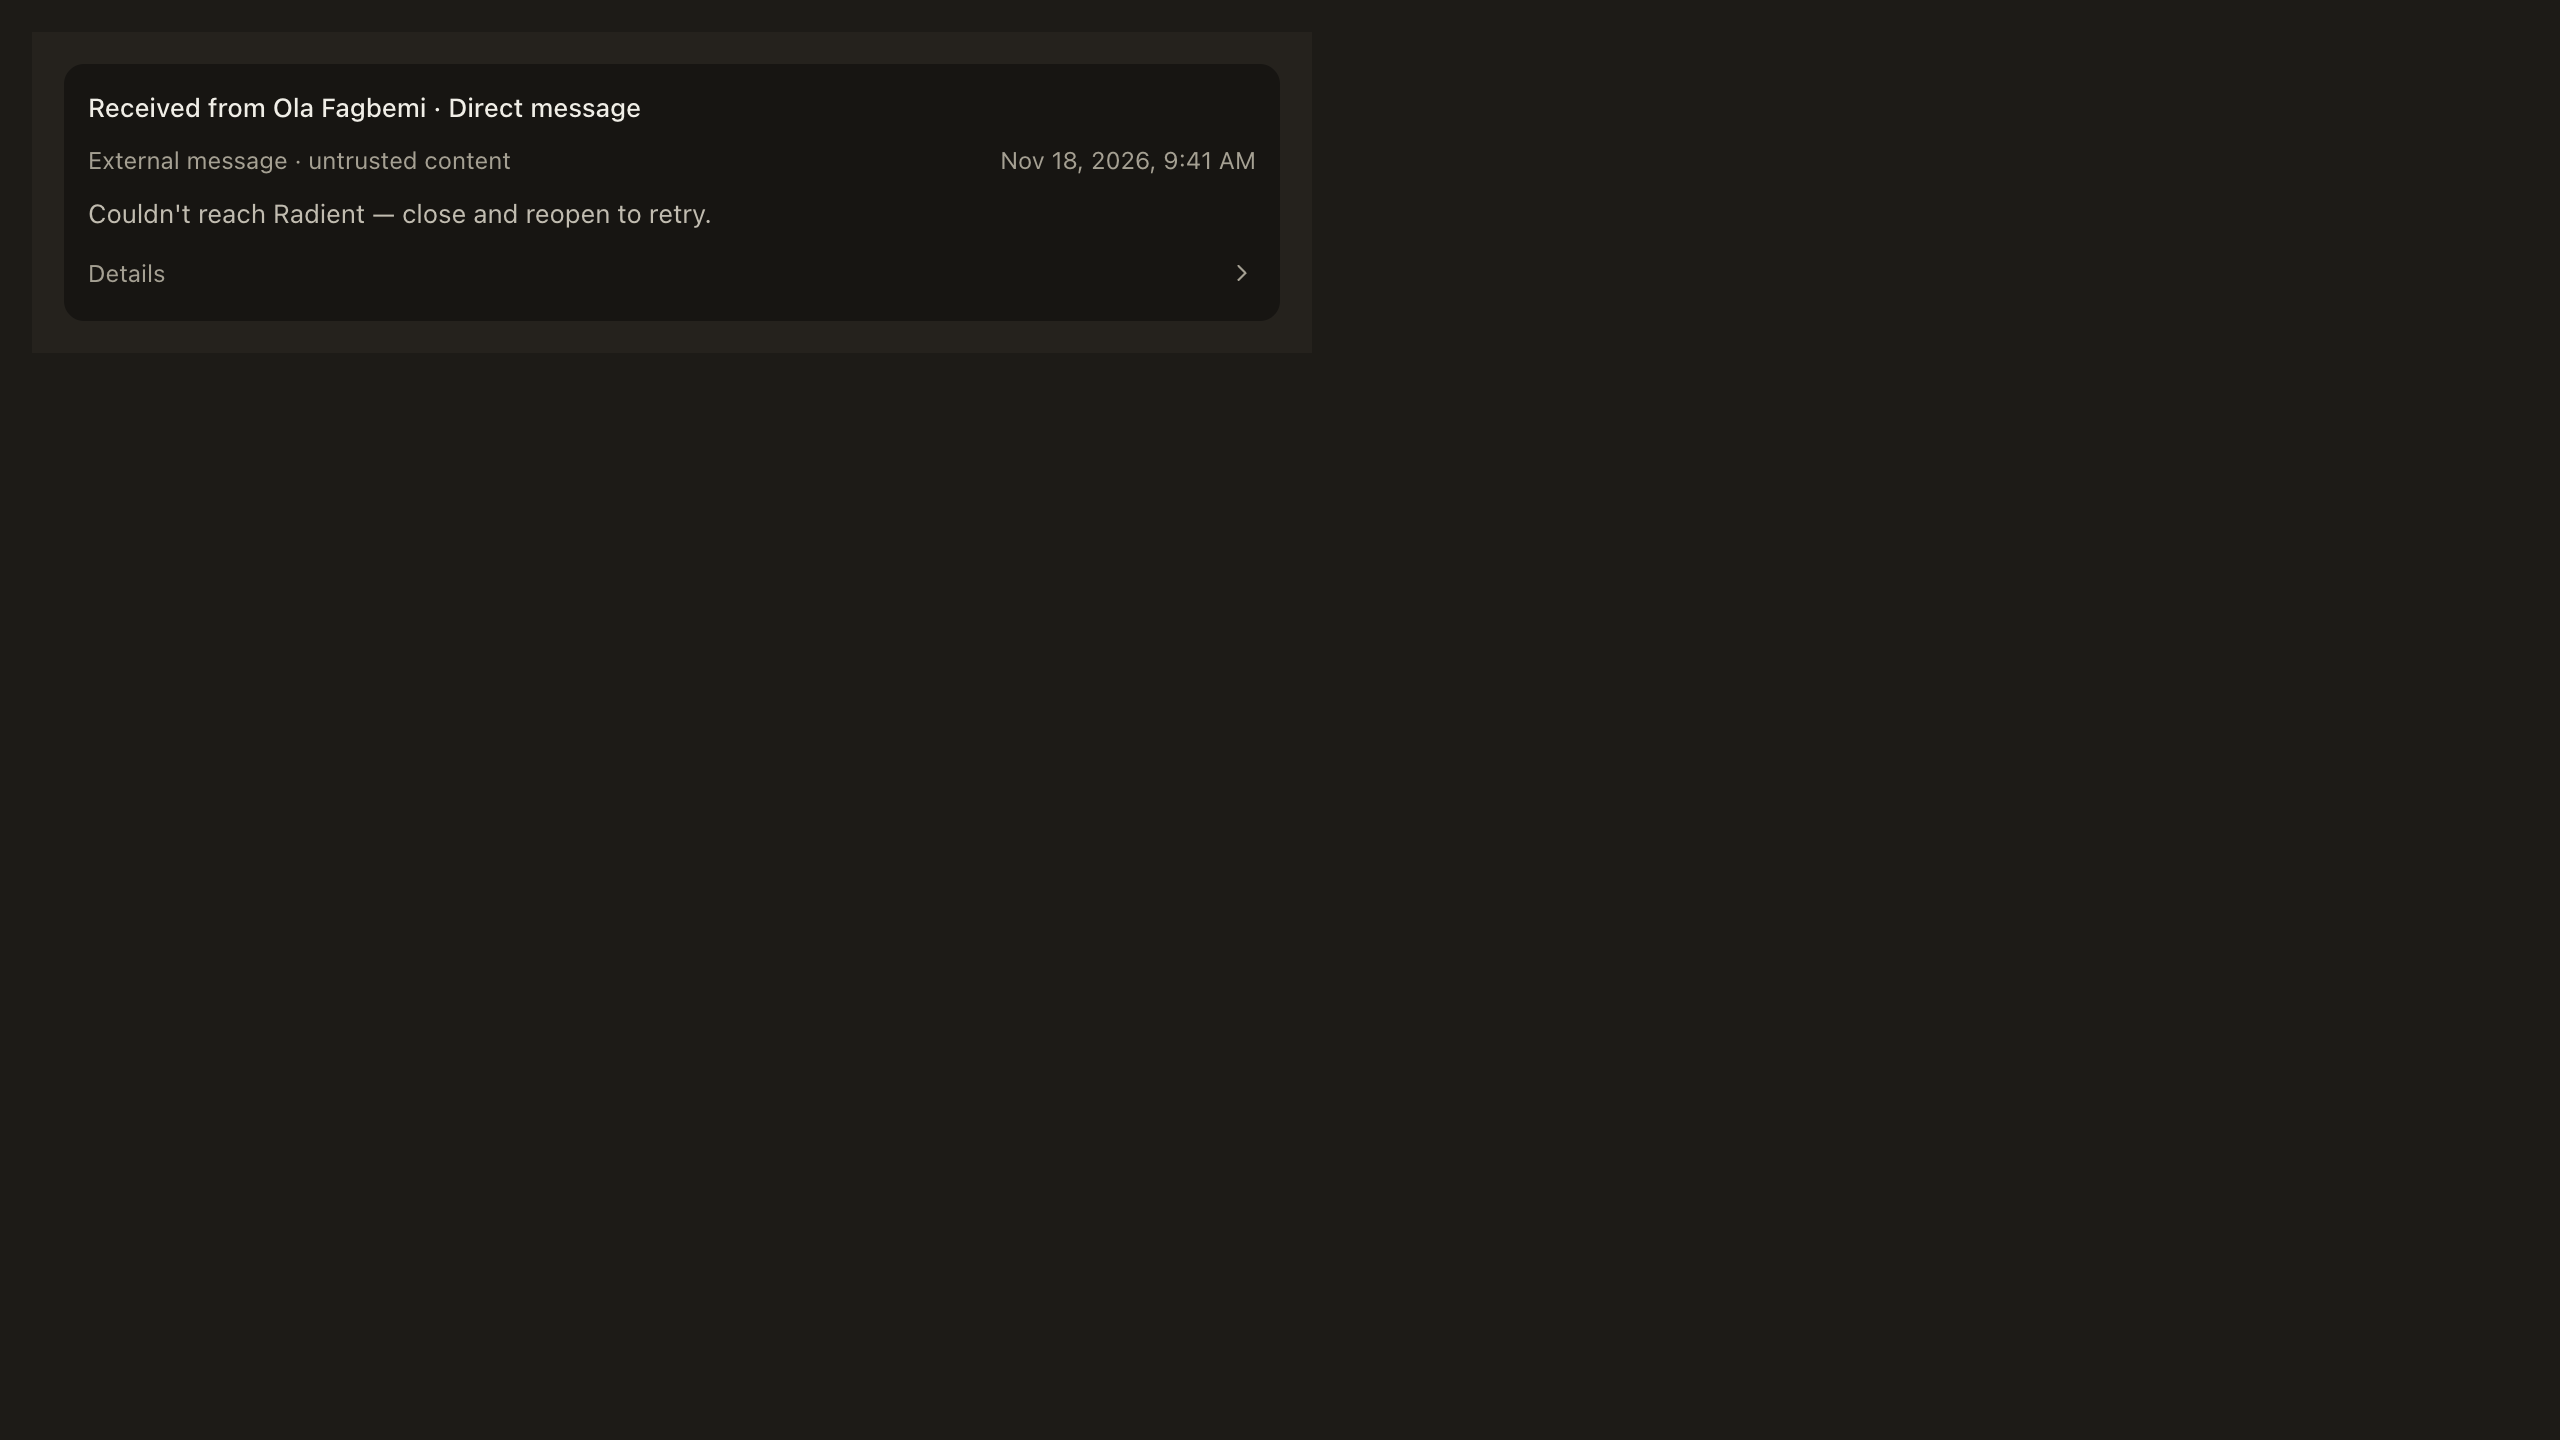 Received from Ola Fagbemi · Direct message
External message · untrusted content
Nov 18, 2026, 9:41 AM
Couldn't reach Radient — close and reopen to retry.
Details